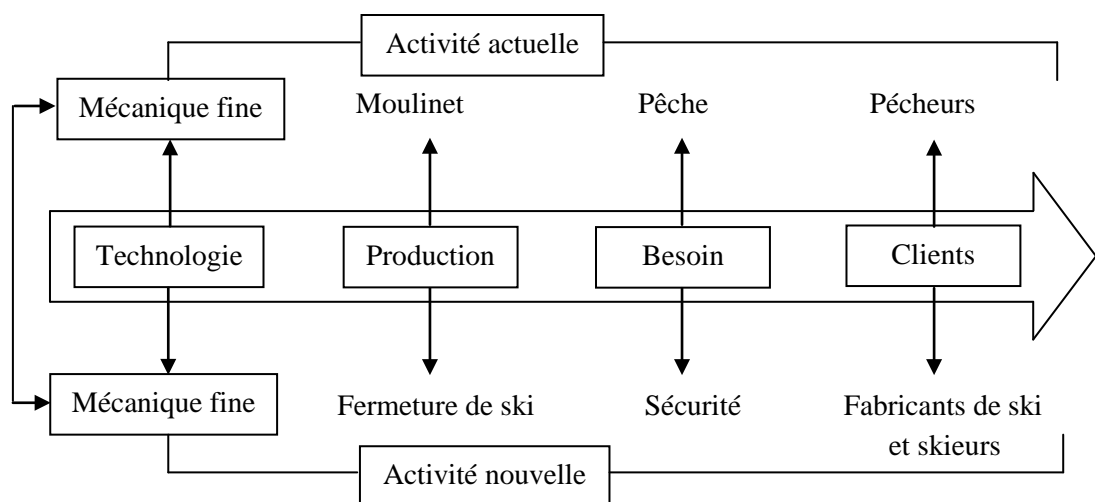 Activité actuelle
Mécanique fine
Moulinet
Pêche
Pécheurs
Technologie
Production
Besoin
Clients
Mécanique fine
Fermeture de ski
Sécurité
Fabricants de ski
et skieurs
Activité nouvelle